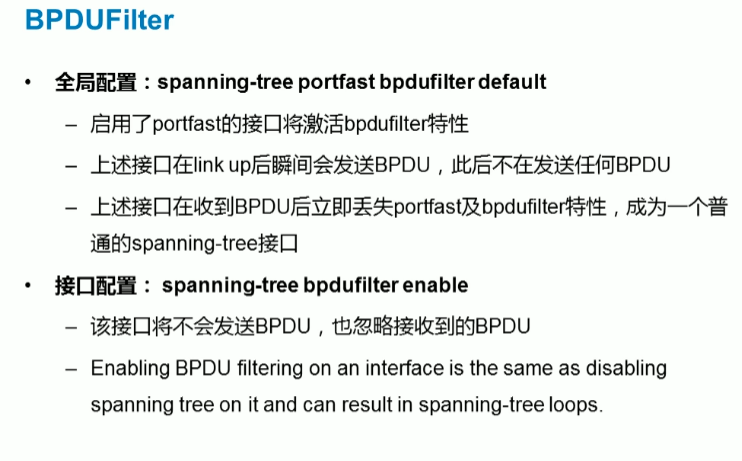 BPDUFilter
• 全局配置：spanning-tree portfast bpdufilter default
– 启用了portfast的接口将激活bpdufilter特性
– 上述接口在link up后瞬间会发送BPDU，此后不在发送任何BPDU
– 上述接口在收到BPDU后立即丢失portfast及bpdufilter特性，成为一个普
通的spanning-tree接口
• 接口配置： spanning-tree bpdufilter enable
– 该接口将不会发送BPDU，也忽略接收到的BPDU
– Enabling BPDU filtering on an interface is the same as disabling
spanning tree on it and can result in spanning-tree loops.